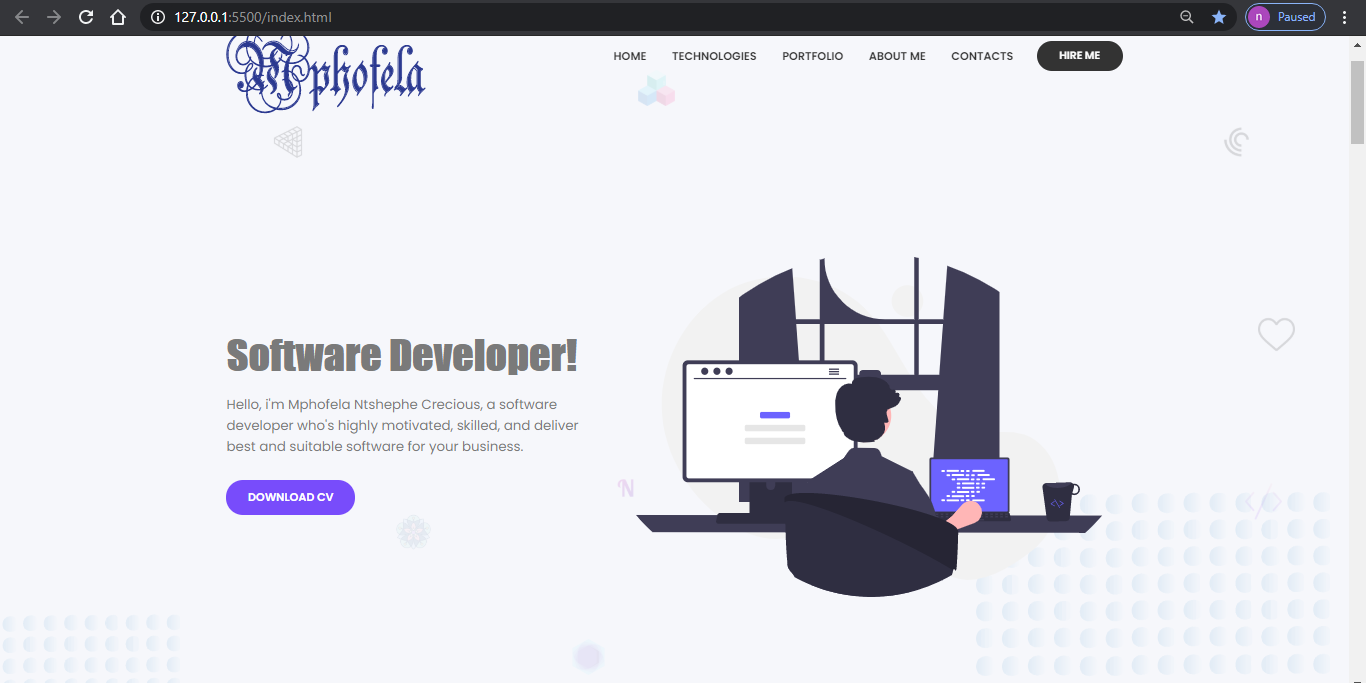 127.0.0.1:5500/index.html
n Paused
Mphofela
HOME TECHNOLOGIES PORTFOLIO ABOUT ME CONTACTS HIRE ME
Software Developer!
Hello, i'm Mphofela Ntshephe Crecious, a software
developer who's highly motivated, skilled, and deliver
best and suitable software for your business.
DOWNLOAD CV
N
</>
</>